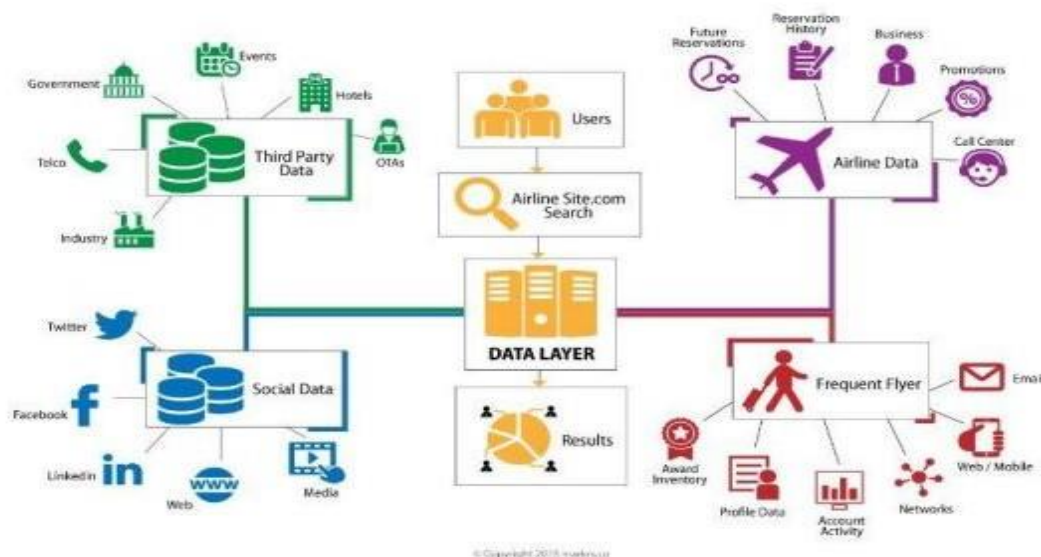 Government
Events
Hotels
Telco
Third Party
Data
OTAs
Industry
Users
Airline Site.com
Search
DATA LAYER
Results
Future
Reservations
Reservation
History
Business
Promotions
Airline Data
Call Center
Twitter
Facebook
Social Data
Linkedin
www
Web
Media
Frequent Flyer
Email
Award
Inventory
Profile Data
Account
Activity
Networks
Web / Mobile